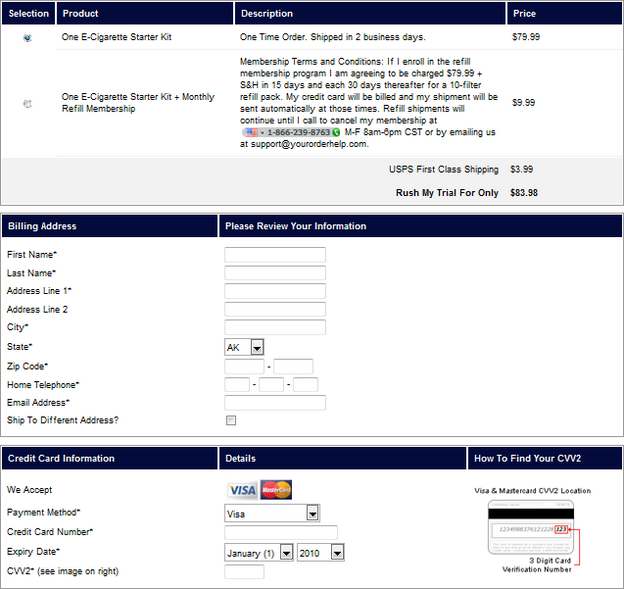 Selection Product Description Price
One E-Cigarette Starter Kit One Time Order. Shipped in 2 business days. $79.99
Membership Terms and Conditions: If I enroll in the refill
membership program I am agreeing to be charged $79.99 +
S&H in 15 days and each 30 days thereafter for a 10-filter
refill pack. My credit card will be billed and my shipment will be
One E-Cigarette Starter Kit + Monthly
Refill Membership
$9.99
sent automatically at those times. Refill shipments will
continue until I call to cancel my membership at
1-866-239-8763 M-F 8am-6pm CST or by emailing us
at support@yourorderhelp.com.
USPS First Class Shipping $3.99
Rush My Trial For Only $83.98
Billing Address Please Review Your Information
First Name*
Last Name*
Address Line 1*
Address Line 2
City*
State* AK
Zip Code* -
Home Telephone* - -
Email Address*
Ship To Different Address?
Credit Card Information Details How To Find Your CVV2
We Accept VISA MasterCard
Visa & Mastercard CVV2 Location
Payment Method* Visa
Credit Card Number*
Expiry Date* January (1) 2010
CVV2* (see image on right)
123
3 Digit Card
Verification Number